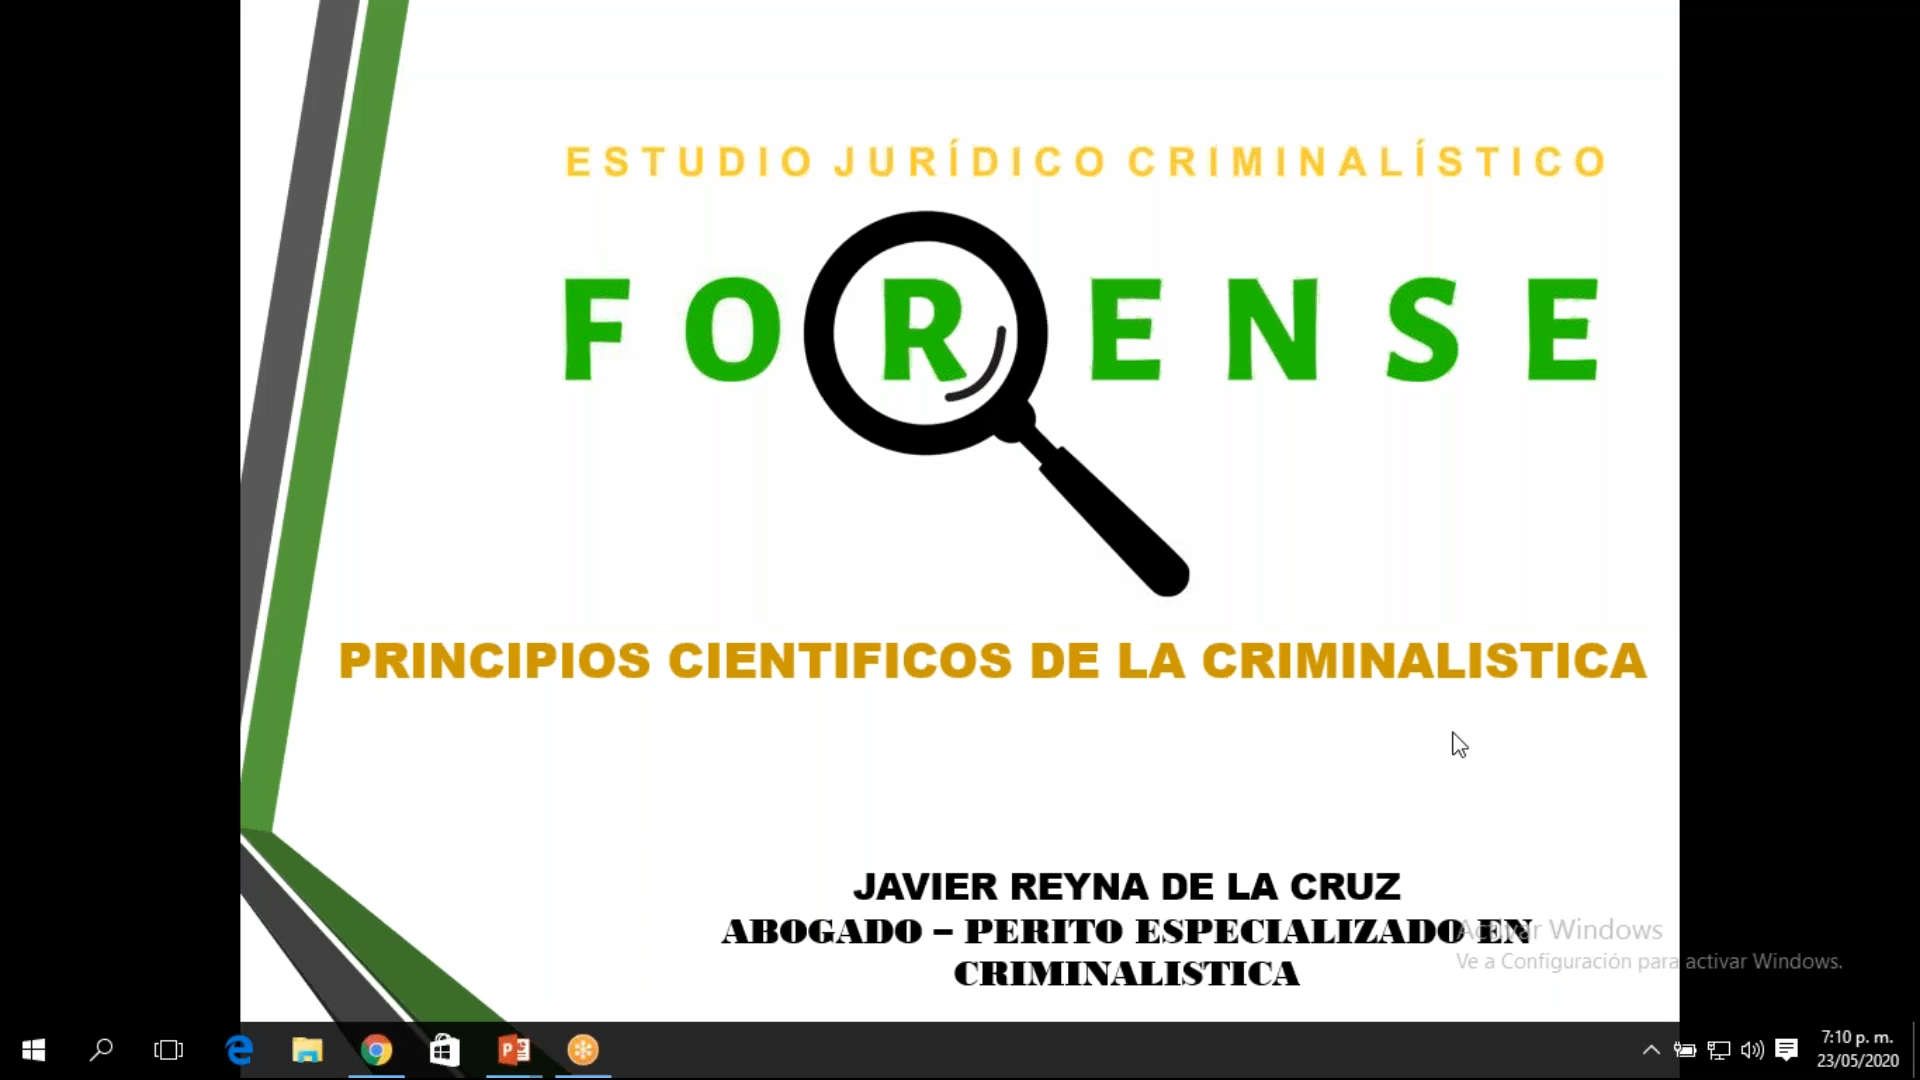 ESTUDIO JURÍDICO CRIMINALÍSTICO
FORENSE
PRINCIPIOS CIENTIFICOS DE LA CRIMINALISTICA
JAVIER REYNA DE LA CRUZ
ABOGADO – PERITO ESPECIALIZADO EN
CRIMINALISTICA
Activar Windows
Ve a Configuración para activar Windows.
7:10 p. m.
23/05/2020